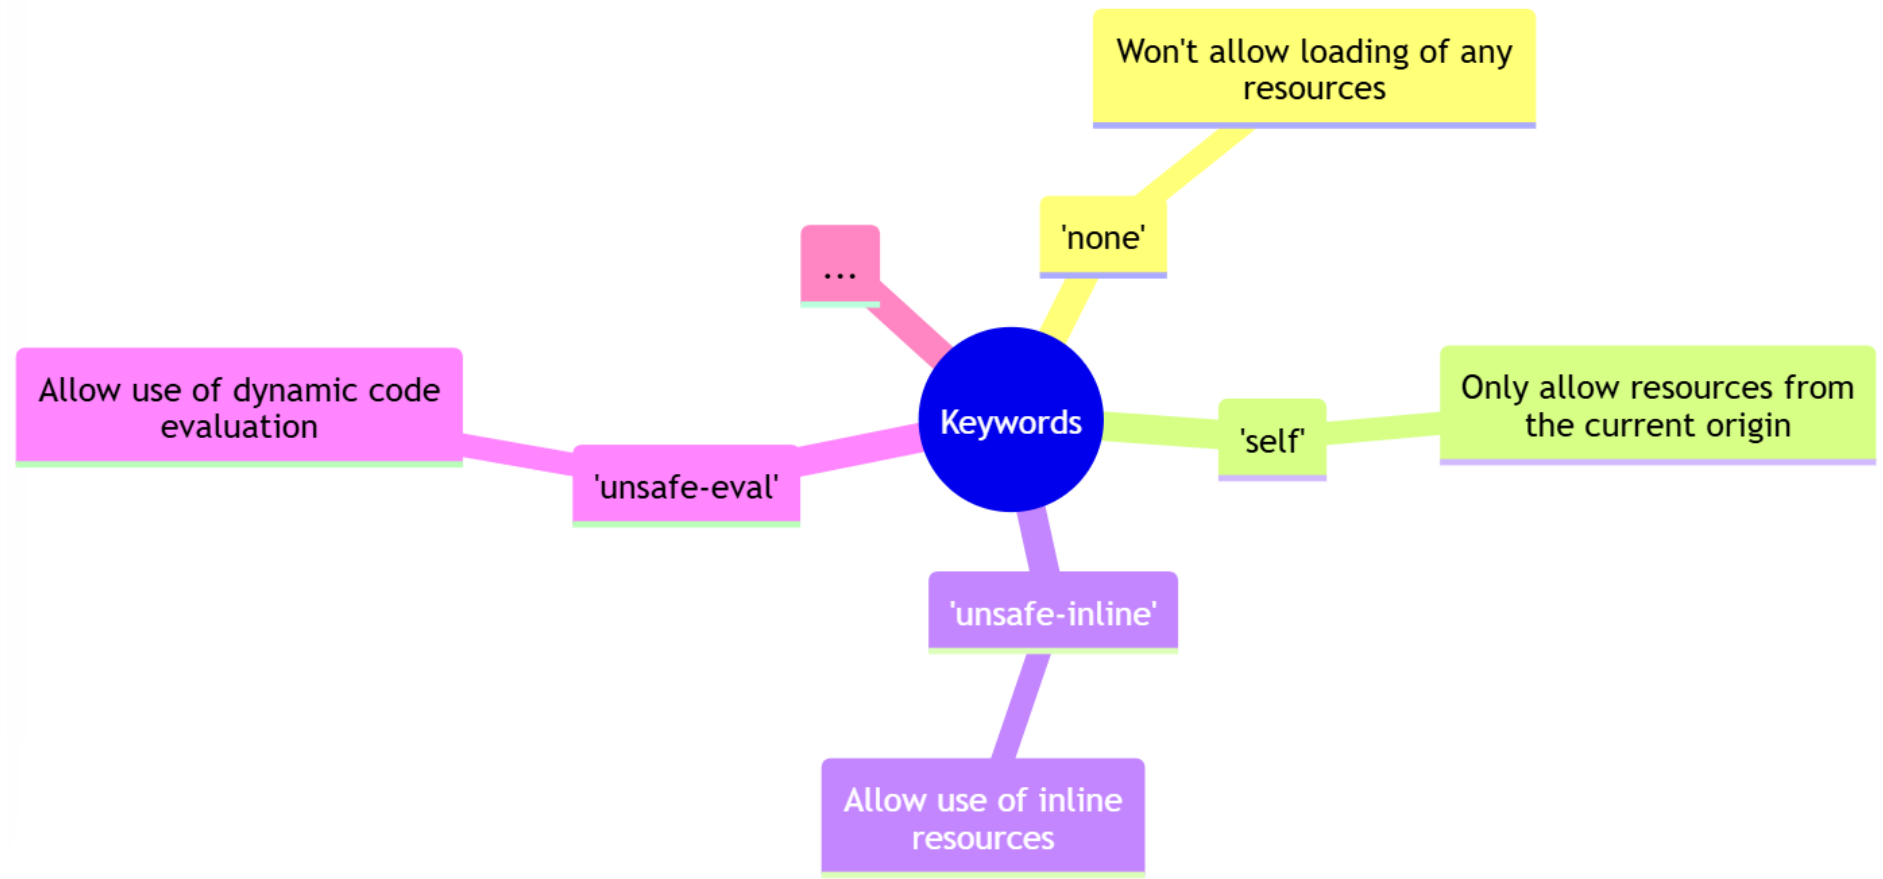 Won't allow loading of any
resources
'none'
...
Keywords
'self'
Only allow resources from
the current origin
Allow use of dynamic code
evaluation
'unsafe-eval'
'unsafe-inline'
Allow use of inline
resources